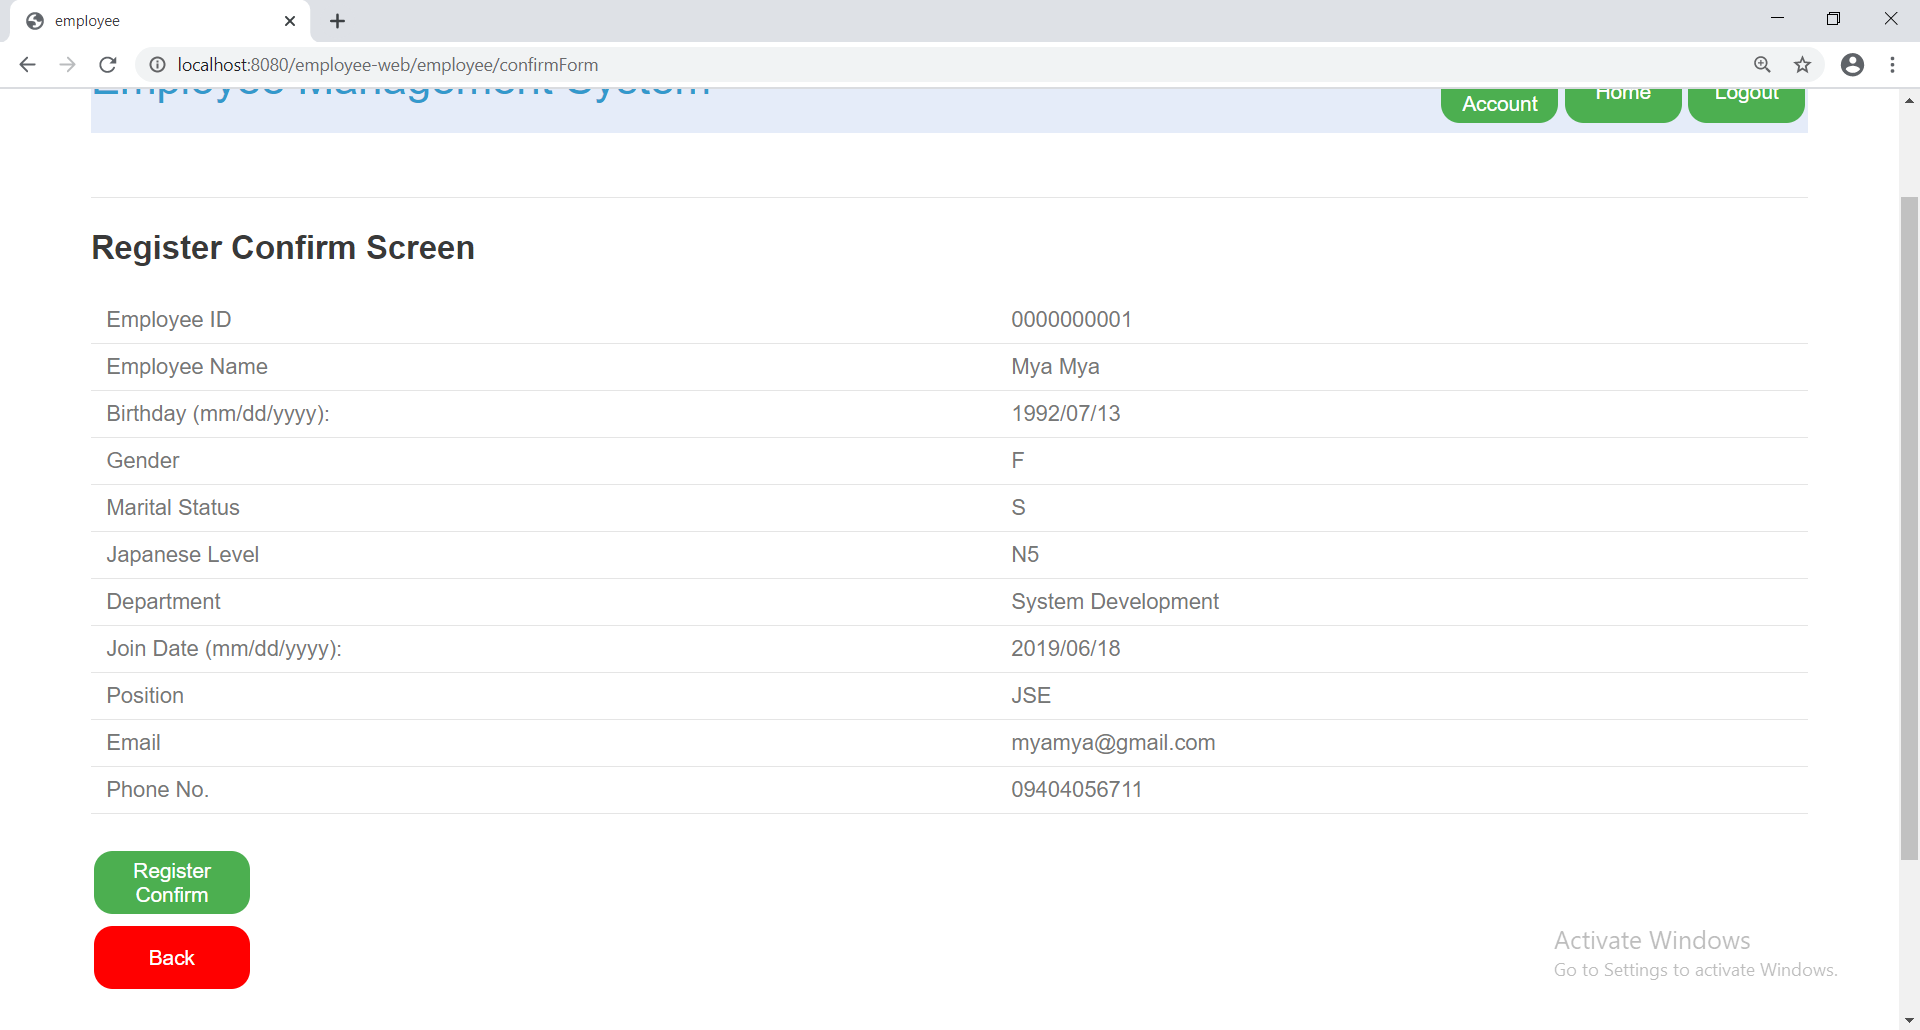 employee
localhost:8080/employee-web/employee/confirmForm
Employee Management System
Account
Home
Logout
Register Confirm Screen
Employee ID 0000000001
Employee Name Mya Mya
Birthday (mm/dd/yyyy): 1992/07/13
Gender F
Marital Status S
Japanese Level N5
Department System Development
Join Date (mm/dd/yyyy): 2019/06/18
Position JSE
Email myamya@gmail.com
Phone No. 09404056711
Register
Confirm
Back
Activate Windows
Go to Settings to activate Windows.